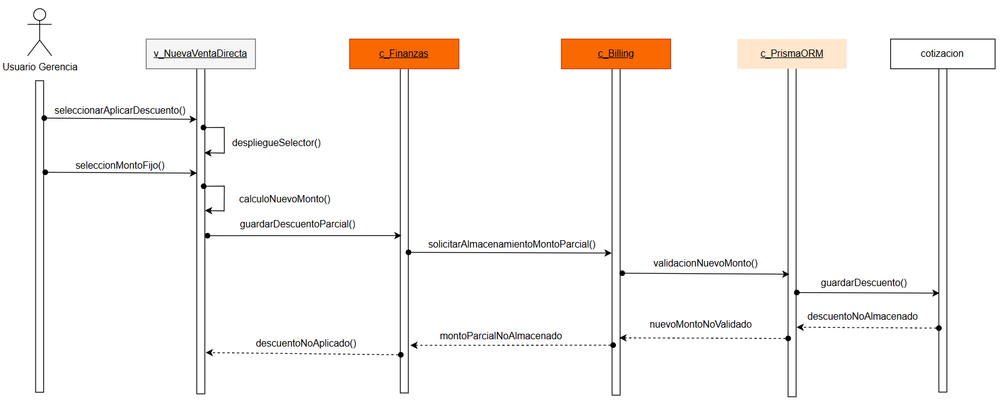 Usuario Gerencia
v_NuevaVentaDirecta
c_Finanzas
c_Billing
c_PrismaORM
cotizacion
seleccionarAplicarDescuento()
despliegueSelector()
seleccionMontoFijo()
calculoNuevoMonto()
guardarDescuentoParcial()
solicitarAlmacenamientoMontoParcial()
validacionNuevoMonto()
guardarDescuento()
descuentoNoAlmacenado
nuevoMontoNoValidado
montoParcialNoAlmacenado
descuentoNoAplicado()